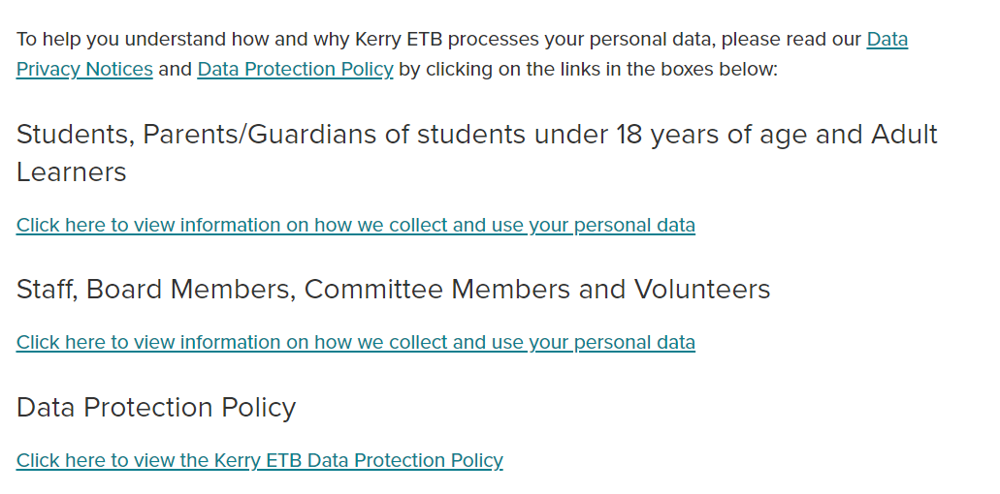 To help you understand how and why Kerry ETB processes your personal data, please read our Data
Privacy Notices and Data Protection Policy by clicking on the links in the boxes below:
Students, Parents/Guardians of students under 18 years of age and Adult
Learners
Click here to view information on how we collect and use your personal data
Staff, Board Members, Committee Members and Volunteers
Click here to view information on how we collect and use your personal data
Data Protection Policy
Click here to view the Kerry ETB Data Protection Policy